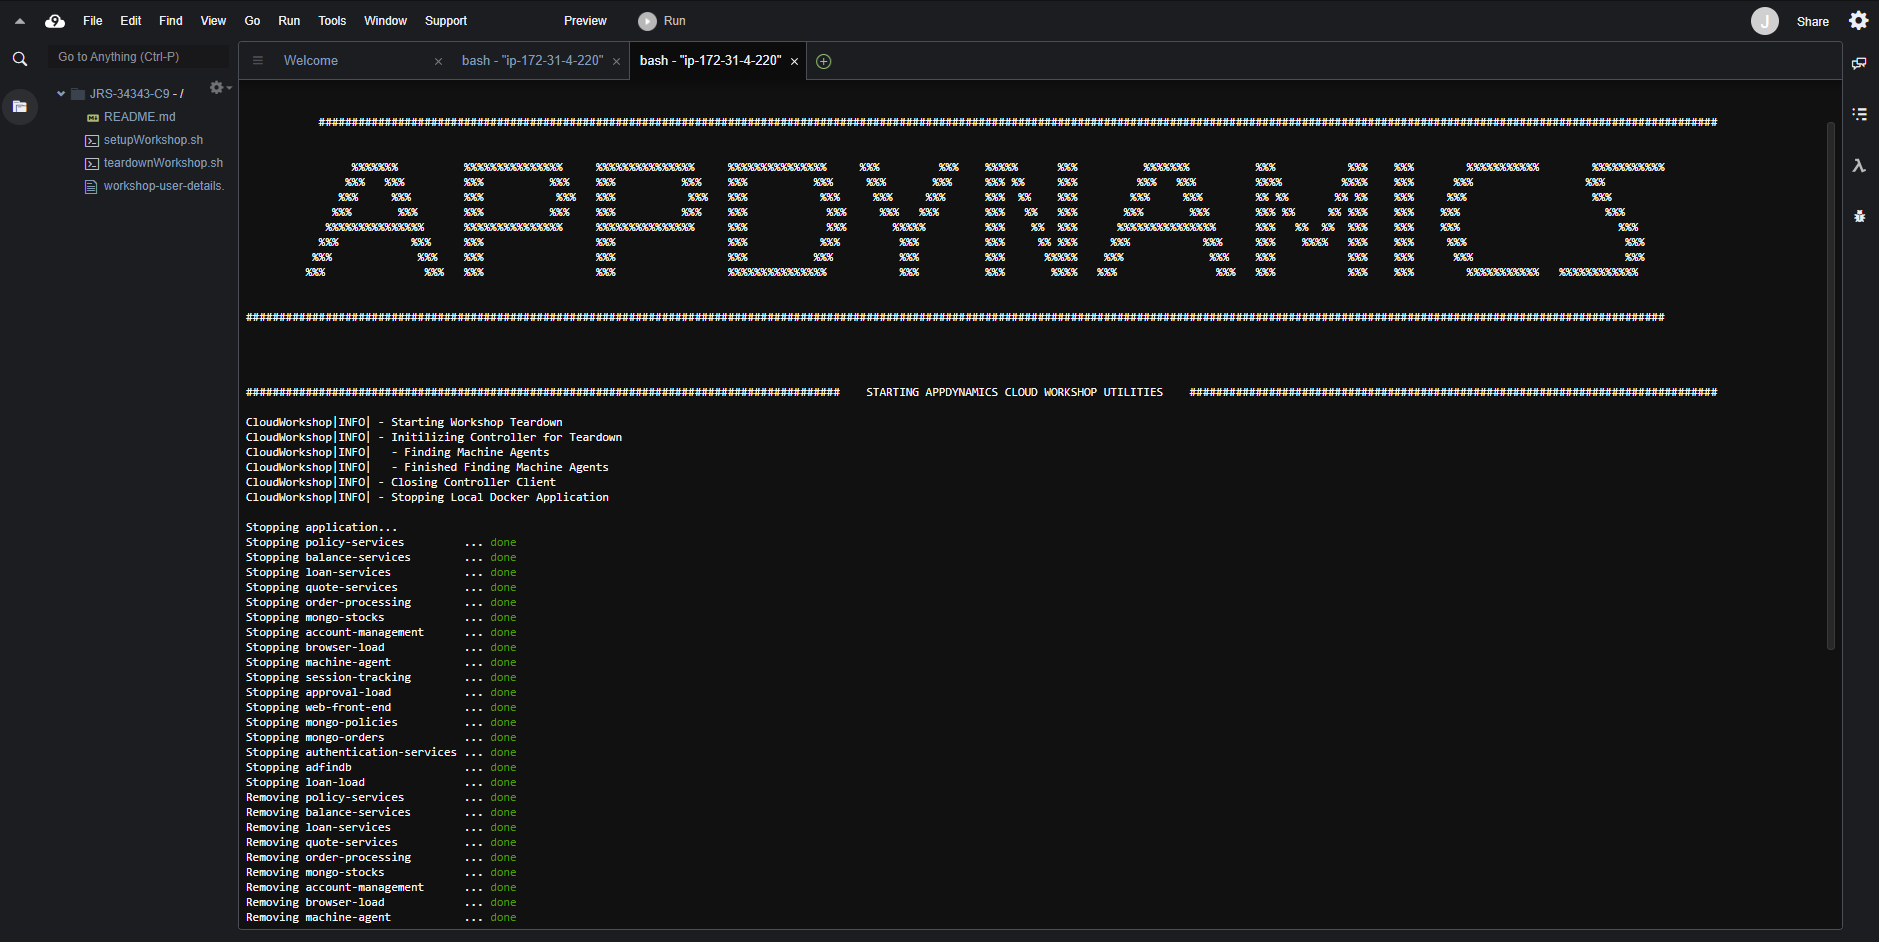 9 File Edit Find View Go Run Tools Window Support Preview Run J Share
Go to Anything (Ctrl-P)
JRS-34343-C9 - /
README.md
setupWorkshop.sh
teardownWorkshop.sh
workshop-user-details.
Welcome
bash - "ip-172-31-4-220"
bash - "ip-172-31-4-220"
APPDYNAMICS
STARTING APPDYNAMICS CLOUD WORKSHOP UTILITIES
CloudWorkshop|INFO| - Starting Workshop Teardown
CloudWorkshop|INFO| - Initilizing Controller for Teardown
CloudWorkshop|INFO|   - Finding Machine Agents
CloudWorkshop|INFO|   - Finished Finding Machine Agents
CloudWorkshop|INFO| - Closing Controller Client
CloudWorkshop|INFO| - Stopping Local Docker Application
Stopping application...
Stopping policy-services ... done
Stopping balance-services ... done
Stopping loan-services ... done
Stopping quote-services ... done
Stopping order-processing ... done
Stopping mongo-stocks ... done
Stopping account-management ... done
Stopping browser-load ... done
Stopping machine-agent ... done
Stopping session-tracking ... done
Stopping approval-load ... done
Stopping web-front-end ... done
Stopping mongo-policies ... done
Stopping mongo-orders ... done
Stopping authentication-services ... done
Stopping adfindb ... done
Stopping loan-load ... done
Removing policy-services ... done
Removing balance-services ... done
Removing loan-services ... done
Removing quote-services ... done
Removing order-processing ... done
Removing mongo-stocks ... done
Removing account-management ... done
Removing browser-load ... done
Removing machine-agent ... done